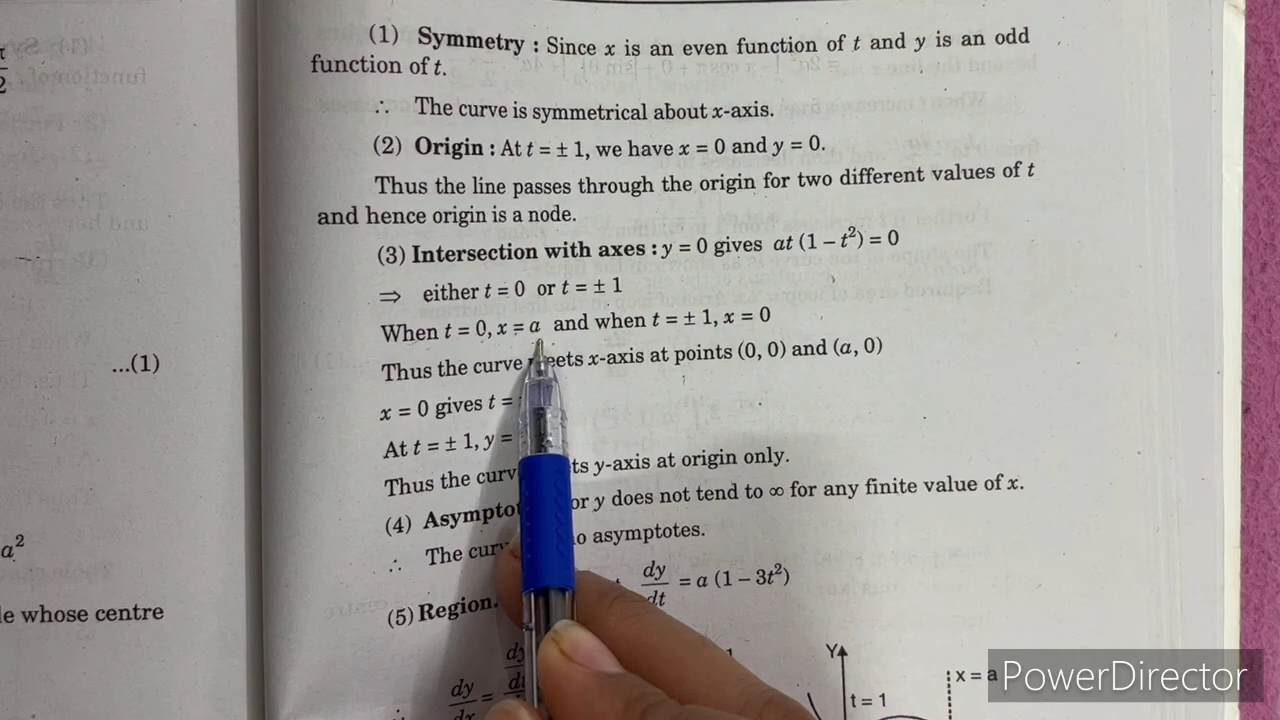 π
2
...(1)
a²
e whose centre
(1) Symmetry : Since x is an even function of t and y is an odd
function of t.
∴ The curve is symmetrical about x-axis.
(2) Origin : At t = ± 1, we have x = 0 and y = 0.
Thus the line passes through the origin for two different values of t
and hence origin is a node.
(3) Intersection with axes : y = 0 gives at (1 – t²) = 0
⇒ either t = 0 or t = ± 1
When t = 0, x = a and when t = ± 1, x = 0
Thus the curve meets x-axis at points (0, 0) and (a, 0)
x = 0 gives t =
At t = ± 1, y =
Thus the curv ts y-axis at origin only.
(4) Asympto or y does not tend to ∞ for any finite value of x.
∴ The curv o asymptotes.
(5) Region. dy/dt = a (1 – 3t²)
dy/dx =
Y
t = 1
x = a
PowerDirector